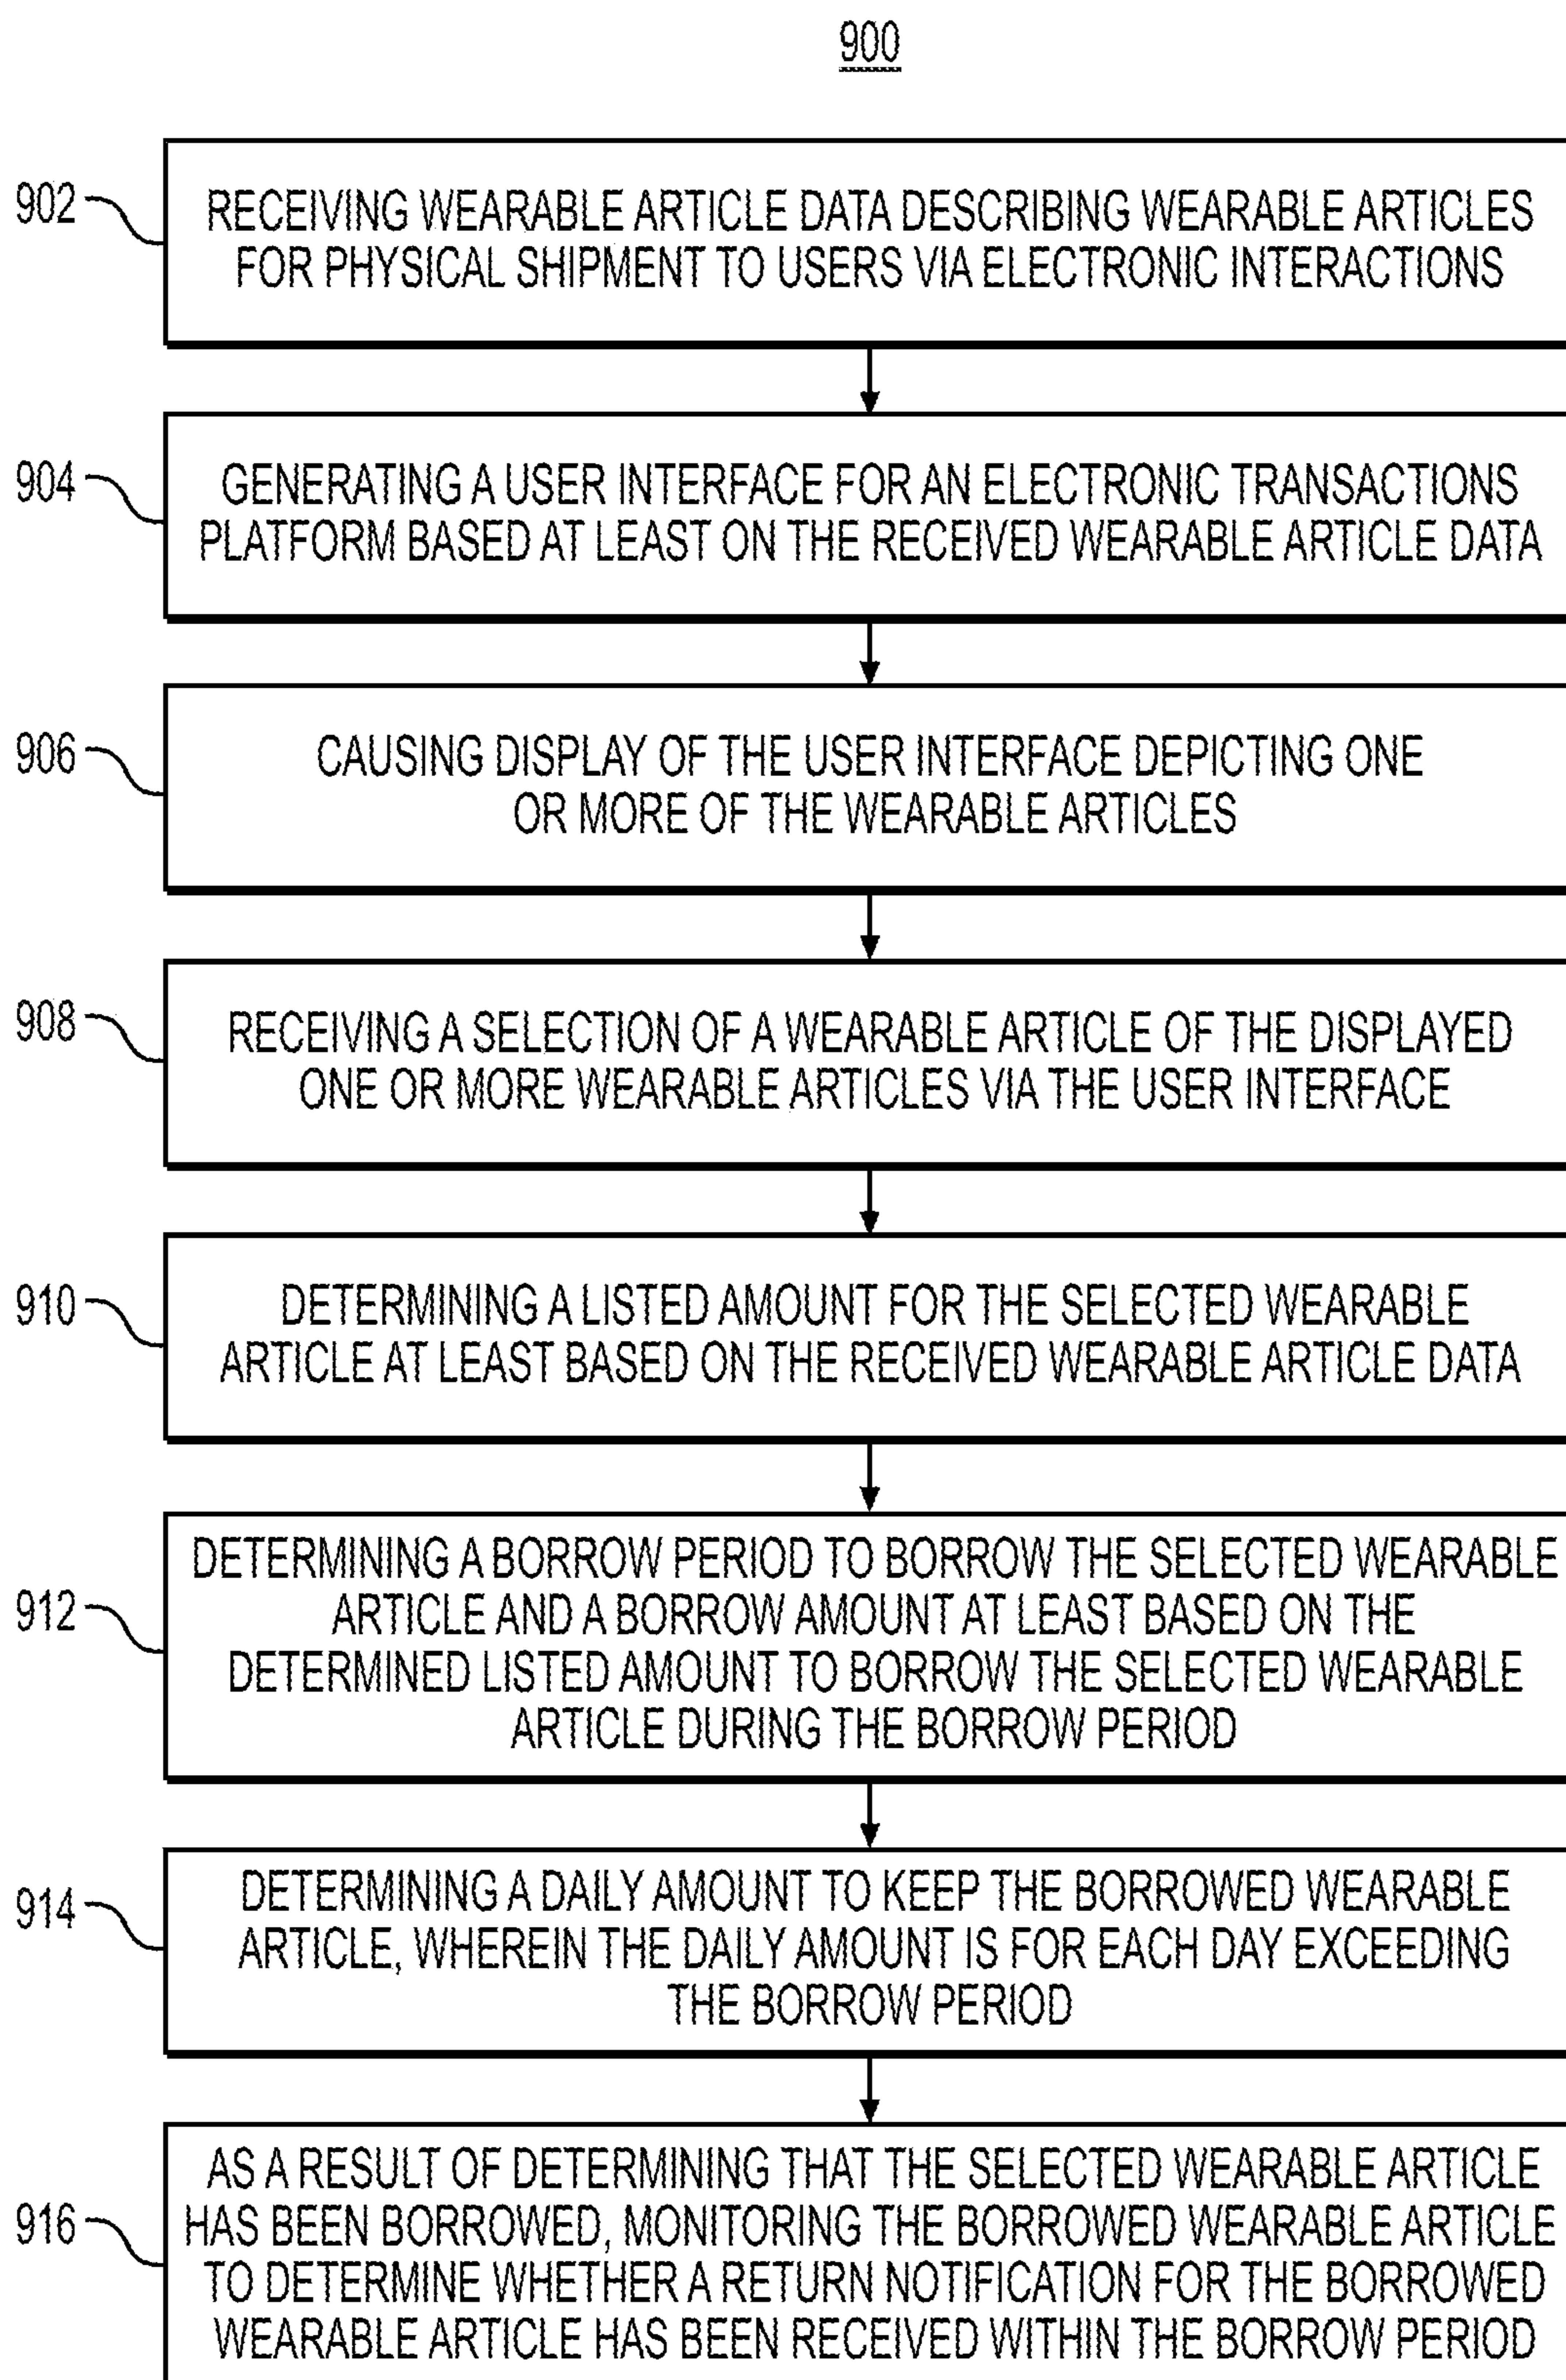 900
902
RECEIVING WEARABLE ARTICLE DATA DESCRIBING WEARABLE ARTICLES
FOR PHYSICAL SHIPMENT TO USERS VIA ELECTRONIC INTERACTIONS
904
GENERATING A USER INTERFACE FOR AN ELECTRONIC TRANSACTIONS
PLATFORM BASED AT LEAST ON THE RECEIVED WEARABLE ARTICLE DATA
906
CAUSING DISPLAY OF THE USER INTERFACE DEPICTING ONE
OR MORE OF THE WEARABLE ARTICLES
908
RECEIVING A SELECTION OF A WEARABLE ARTICLE OF THE DISPLAYED
ONE OR MORE WEARABLE ARTICLES VIA THE USER INTERFACE
910
DETERMINING A LISTED AMOUNT FOR THE SELECTED WEARABLE
ARTICLE AT LEAST BASED ON THE RECEIVED WEARABLE ARTICLE DATA
912
DETERMINING A BORROW PERIOD TO BORROW THE SELECTED WEARABLE
ARTICLE AND A BORROW AMOUNT AT LEAST BASED ON THE
DETERMINED LISTED AMOUNT TO BORROW THE SELECTED WEARABLE
ARTICLE DURING THE BORROW PERIOD
914
DETERMINING A DAILY AMOUNT TO KEEP THE BORROWED WEARABLE
ARTICLE, WHEREIN THE DAILY AMOUNT IS FOR EACH DAY EXCEEDING
THE BORROW PERIOD
916
AS A RESULT OF DETERMINING THAT THE SELECTED WEARABLE ARTICLE
HAS BEEN BORROWED, MONITORING THE BORROWED WEARABLE ARTICLE
TO DETERMINE WHETHER A RETURN NOTIFICATION FOR THE BORROWED
WEARABLE ARTICLE HAS BEEN RECEIVED WITHIN THE BORROW PERIOD